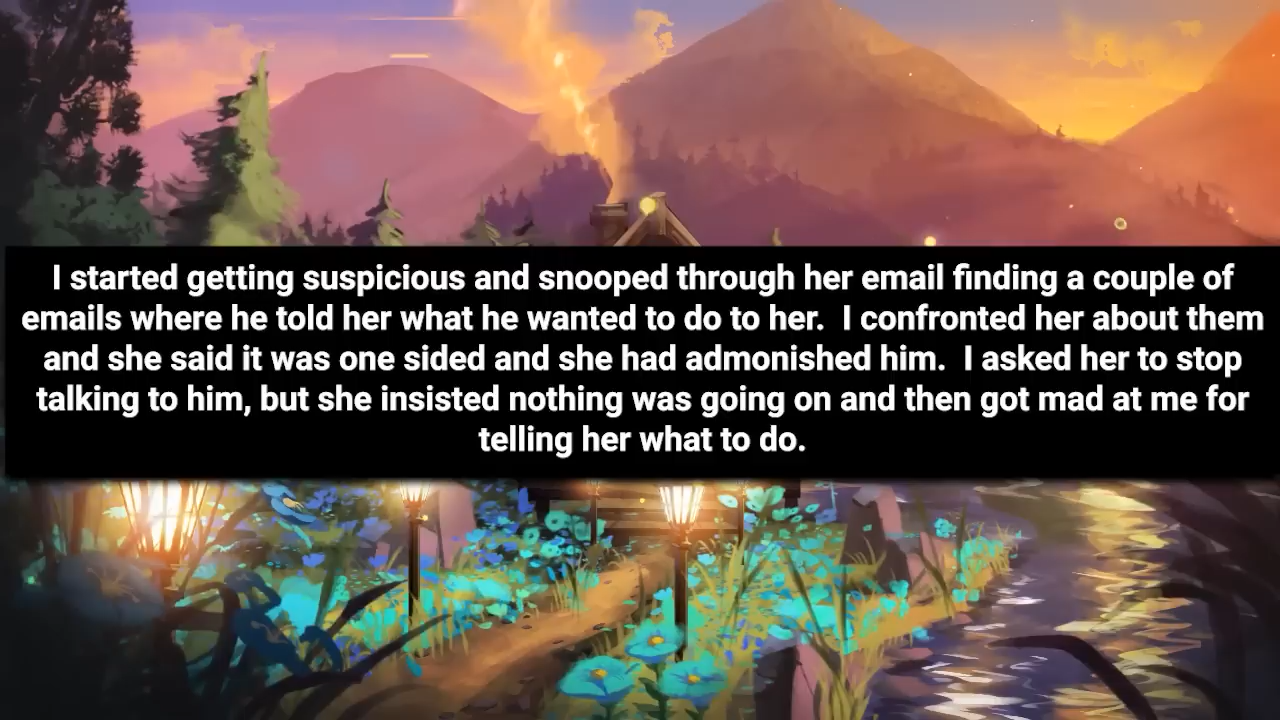 I started getting suspicious and snooped through her email finding a couple of
emails where he told her what he wanted to do to her.  I confronted her about them
and she said it was one sided and she had admonished him.  I asked her to stop
talking to him, but she insisted nothing was going on and then got mad at me for
telling her what to do.